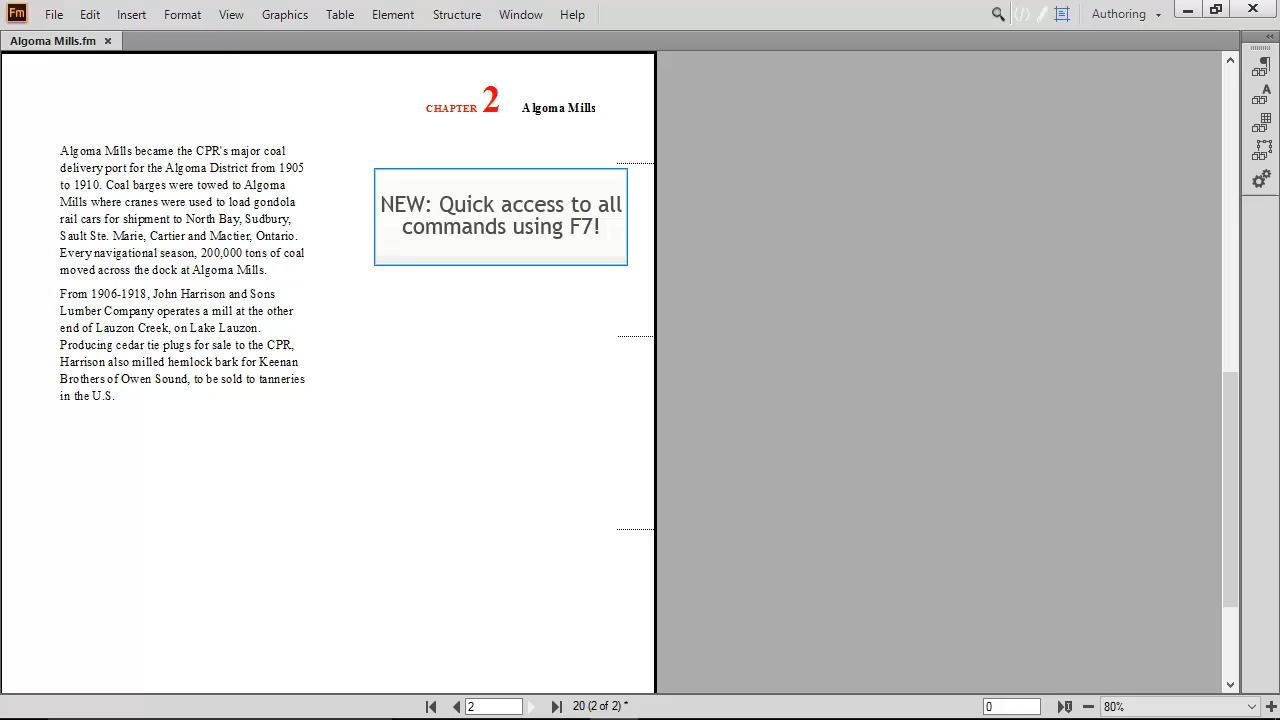 Fm File Edit Insert Format View Graphics Table Element Structure Window Help Authoring
Algoma Mills.fm
CHAPTER 2 Algoma Mills
Algoma Mills became the CPR's major coal
delivery port for the Algoma District from 1905
to 1910. Coal barges were towed to Algoma
Mills where cranes were used to load gondola
rail cars for shipment to North Bay, Sudbury,
Sault Ste. Marie, Cartier and Mactier, Ontario.
Every navigational season, 200,000 tons of coal
moved across the dock at Algoma Mills.
From 1906-1918, John Harrison and Sons
Lumber Company operates a mill at the other
end of Lauzon Creek, on Lake Lauzon.
Producing cedar tie plugs for sale to the CPR,
Harrison also milled hemlock bark for Keenan
Brothers of Owen Sound, to be sold to tanneries
in the U.S.
NEW: Quick access to all
commands using F7!
2 20 (2 of 2) * 0 80%